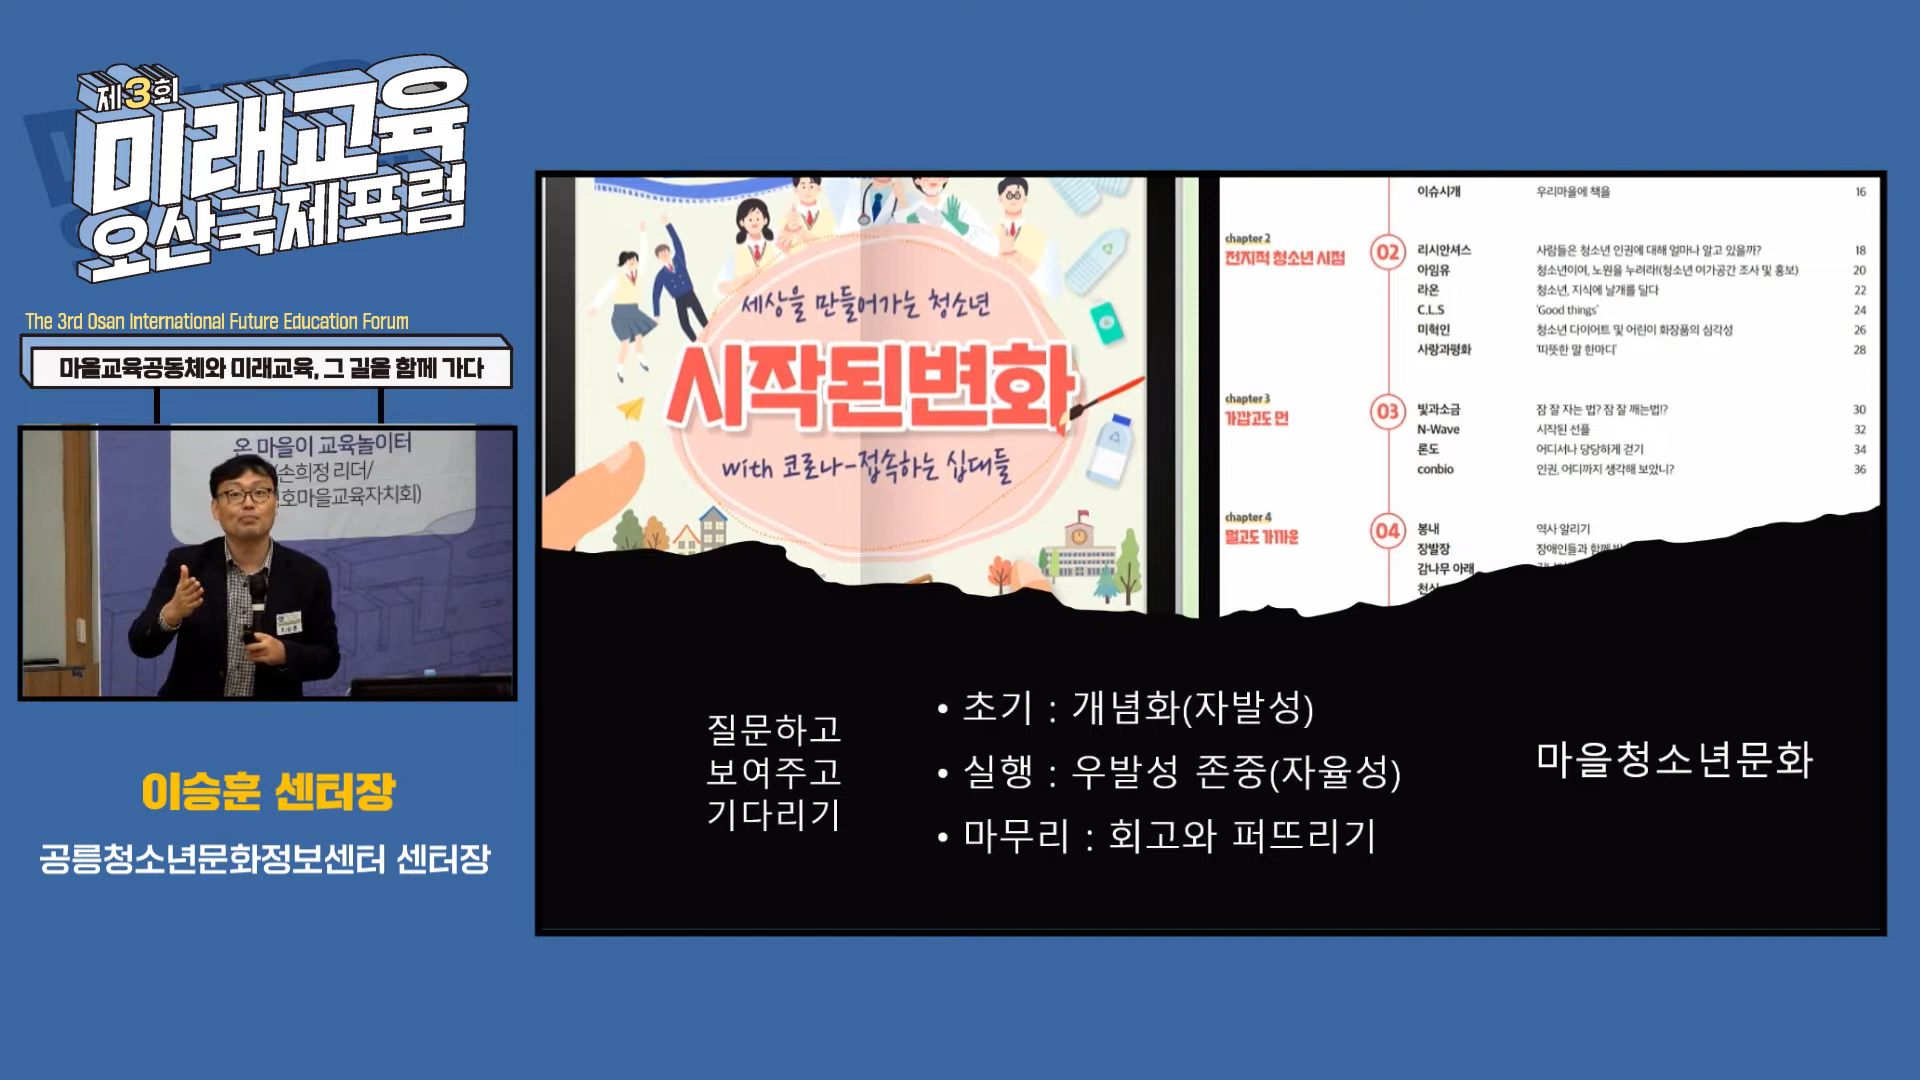 제3회
미래교육
오산국제포럼
The 3rd Osan International Future Education Forum
마을교육공동체와 미래교육, 그 길을 함께 가다
온 마을이 교육놀이터
(손희정 리더/
호마을교육자치회)
이승훈 센터장
공릉청소년문화정보센터 센터장
세상을 만들어가는 청소년
시작된변화
with 코로나-접속하는 십대들
이슈시개 우리마을에 책을 16
chapter 2
전지적 청소년 시점
02
리시안셔스 사람들은 청소년 인권에 대해 얼마나 알고 있을까? 18
아임유 청소년이여, 노원을 누려라!(청소년 여가공간 조사 및 홍보) 20
라온 청소년, 지식에 날개를 달다 22
C.L.S 'Good things' 24
미혁인 청소년 다이어트 및 어린이 화장품의 심각성 26
사랑과평화 '따뜻한 말 한마디' 28
chapter 3
가깝고도 먼
03
빛과소금 잠 잘 자는 법? 잠 잘 깨는법!? 30
N-Wave 시작된 선플 32
론도 어디서나 당당하게 걷기 34
conbio 인권, 어디까지 생각해 보았니? 36
chapter 4
멀고도 가까운
04
봉내 역사 알리기
장발장 장애인들과 함께
감나무 아래
질문하고
보여주고
기다리기
• 초기 : 개념화(자발성)
• 실행 : 우발성 존중(자율성)
• 마무리 : 회고와 퍼뜨리기
마을청소년문화